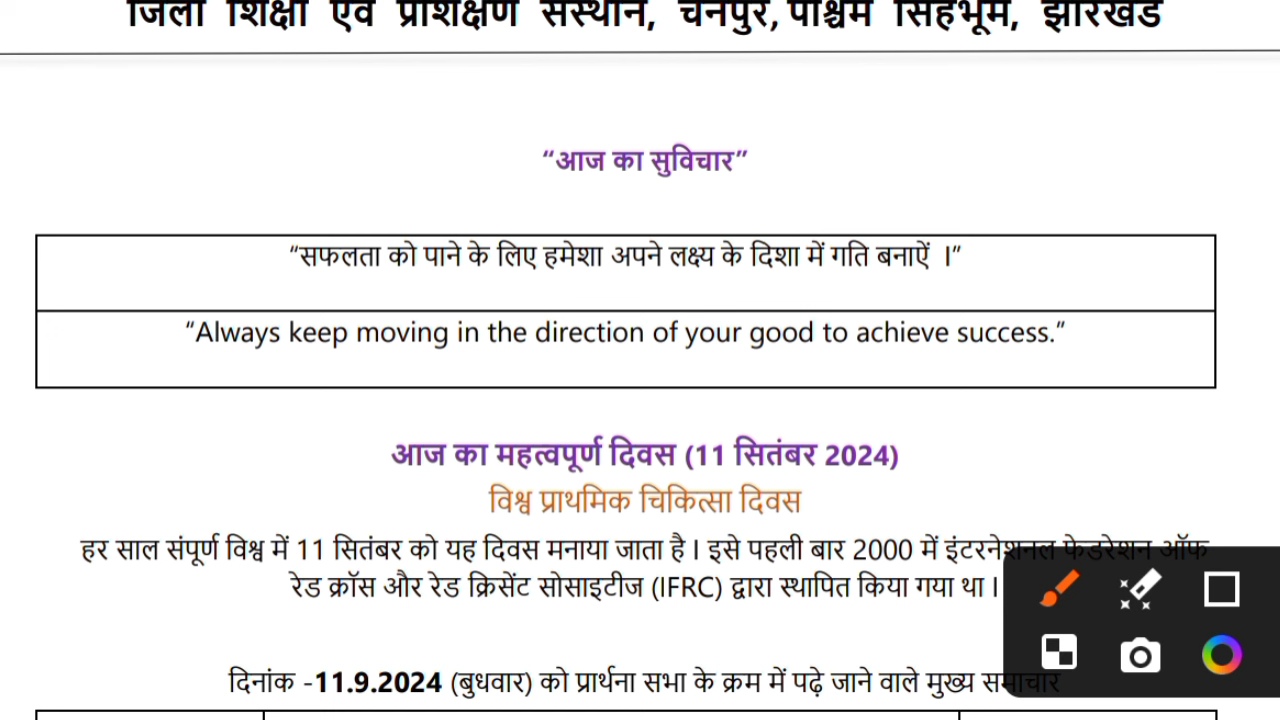 जिला शिक्षा एवं प्रशिक्षण संस्थान, चेनपुर, पश्चिम सिंहभूम, झारखंड
“आज का सुविचार”
“सफलता को पाने के लिए हमेशा अपने लक्ष्य के दिशा में गति बनाऐं ।”
“Always keep moving in the direction of your good to achieve success.”
आज का महत्वपूर्ण दिवस (11 सितंबर 2024)
विश्व प्राथमिक चिकित्सा दिवस
हर साल संपूर्ण विश्व में 11 सितंबर को यह दिवस मनाया जाता है । इसे पहली बार 2000 में इंटरनेशनल फेडरेशन ऑफ
रेड क्रॉस और रेड क्रिसेंट सोसाइटीज (IFRC) द्वारा स्थापित किया गया था ।
दिनांक -11.9.2024 (बुधवार) को प्रार्थना सभा के क्रम में पढ़े जाने वाले मुख्य समाचार